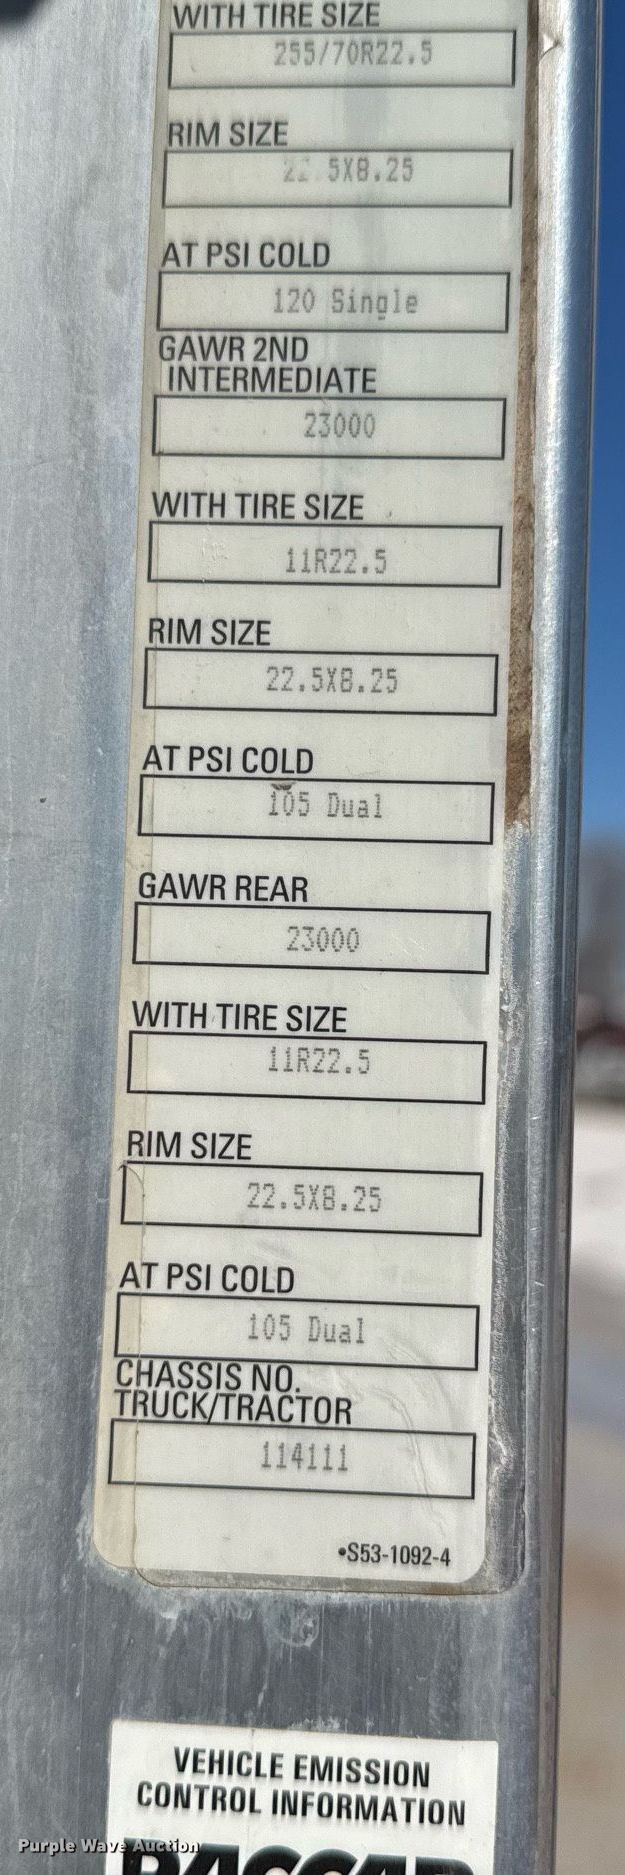 WITH TIRE SIZE
255/70R22.5
RIM SIZE
22.5X8.25
AT PSI COLD
120 Single
GAWR 2ND
INTERMEDIATE
23000
WITH TIRE SIZE
11R22.5
RIM SIZE
22.5X8.25
AT PSI COLD
105 Dual
GAWR REAR
23000
WITH TIRE SIZE
11R22.5
RIM SIZE
22.5X8.25
AT PSI COLD
105 Dual
CHASSIS NO.
TRUCK/TRACTOR
114111
•S53-1092-4
VEHICLE EMISSION
CONTROL INFORMATION
PACCAR
Purple Wave Auction